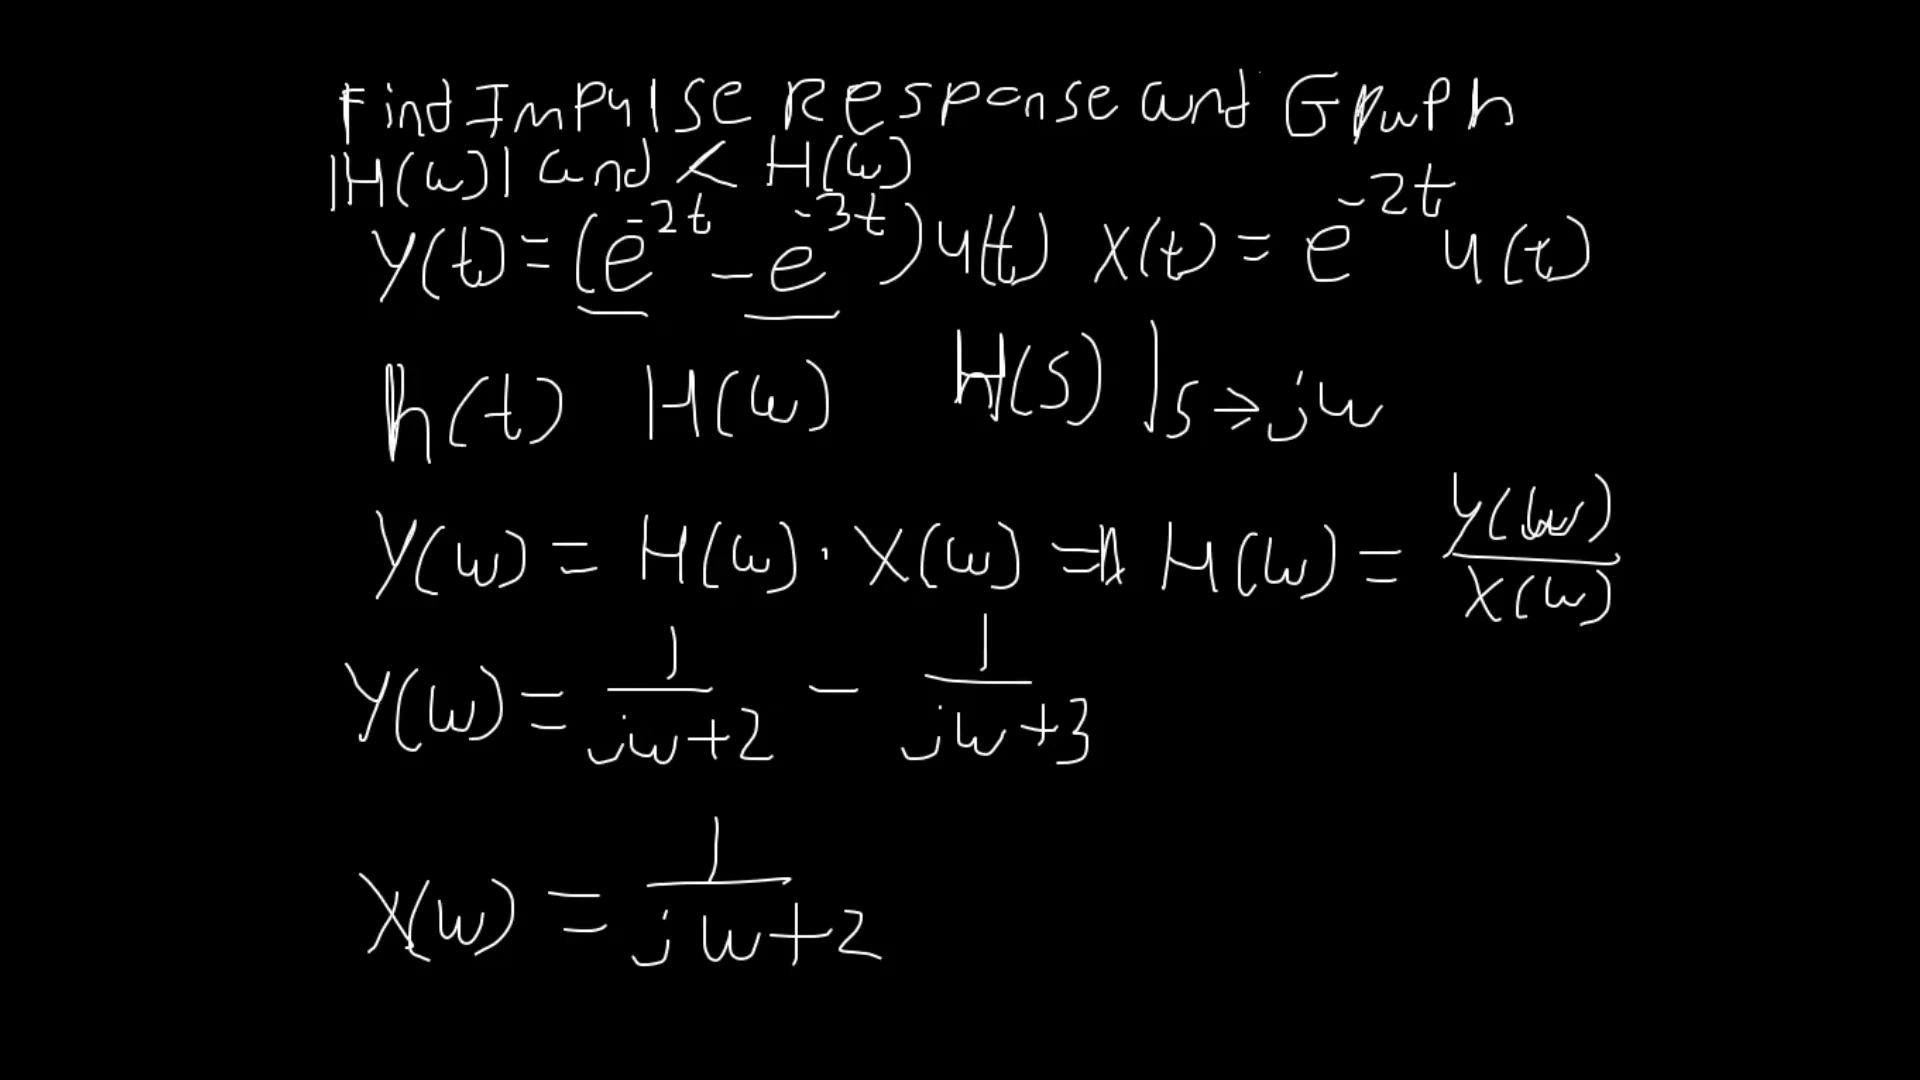 Find Impulse Response and Graph
|H(ω)| and < H(ω)
y(t) = (e^-2t - e^-3t) u(t) x(t) = e^-2t u(t)
h(t) H(ω) H(s) |s→jω
Y(ω) = H(ω) · X(ω) ⇒ H(ω) = Y(ω)/X(ω)
Y(ω) = 1/(jω+2) - 1/(jω+3)
X(ω) = 1/(jω+2)